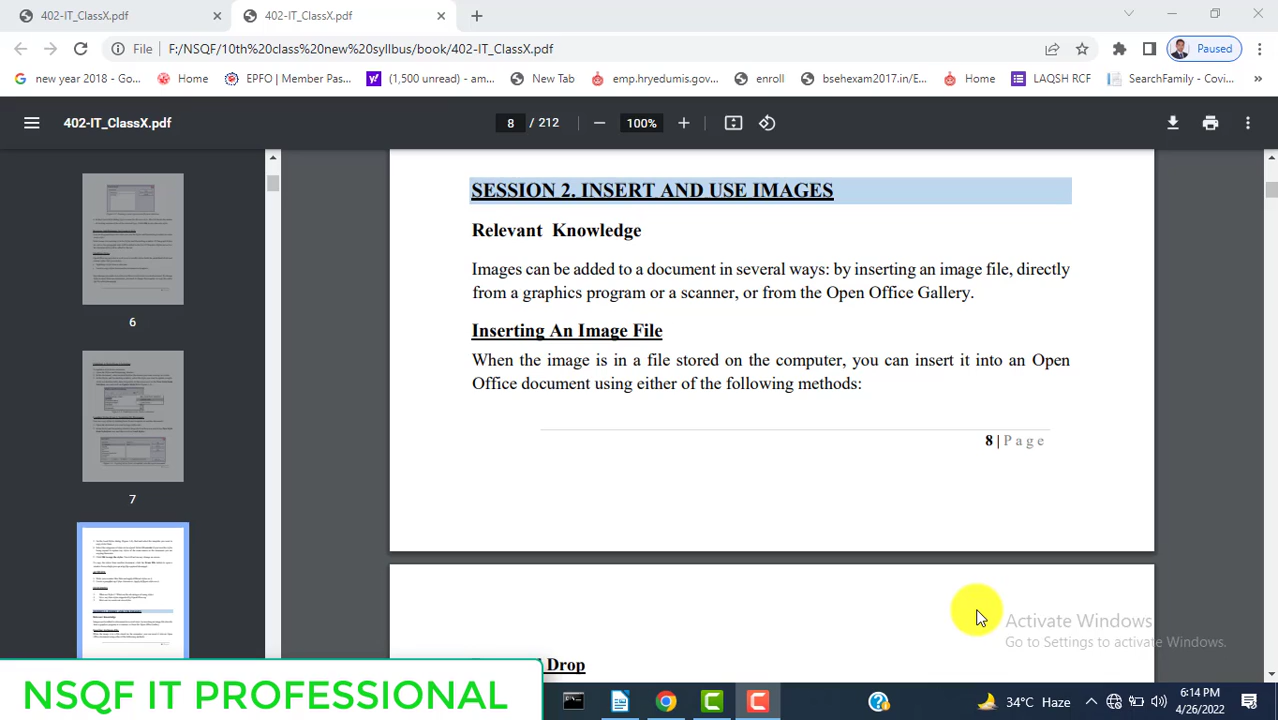 402-IT_ClassX.pdf
402-IT_ClassX.pdf
File
F:/NSQF/10th%20class%20new%20syllbus/book/402-IT_ClassX.pdf
Paused
new year 2018 - Go...
Home
EPFO | Member Pas...
(1,500 unread) - am...
New Tab
emp.hryedumis.gov...
enroll
bsehexam2017.in/E...
Home
LAQSH RCF
SearchFamily - Covi...
402-IT_ClassX.pdf
8 / 212
100%
6
7
SESSION 2. INSERT AND USE IMAGES
Relevant Knowledge
Images can be added to a document in several ways: by inserting an image file, directly
from a graphics program or a scanner, or from the Open Office Gallery.
Inserting An Image File
When the image is in a file stored on the computer, you can insert it into an Open
Office document using either of the following methods:
8 | Page
Drop
Activate Windows
Go to Settings to activate Windows.
NSQF IT PROFESSIONAL
34°C Haze
6:14 PM
4/26/2022